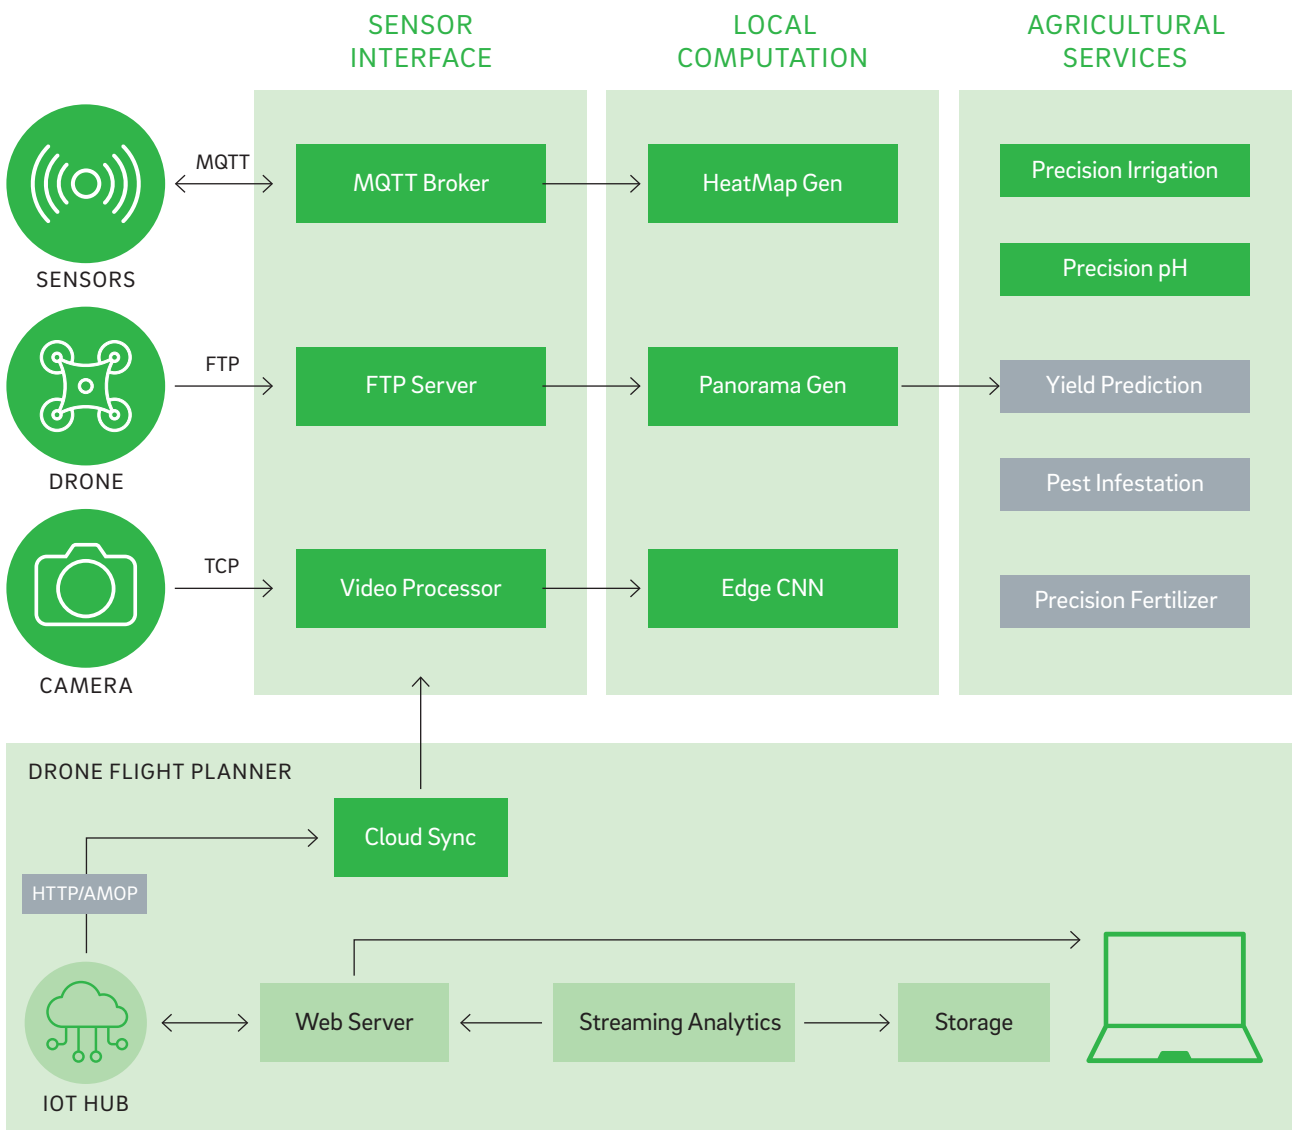 SENSOR
INTERFACE
LOCAL
COMPUTATION
AGRICULTURAL
SERVICES
MQTT
MQTT Broker
HeatMap Gen
Precision Irrigation
Precision pH
SENSORS
FTP
FTP Server
Panorama Gen
Yield Prediction
DRONE
Pest Infestation
TCP
Video Processor
Edge CNN
Precision Fertilizer
CAMERA
DRONE FLIGHT PLANNER
Cloud Sync
HTTP/AMOP
Web Server
Streaming Analytics
Storage
IOT HUB